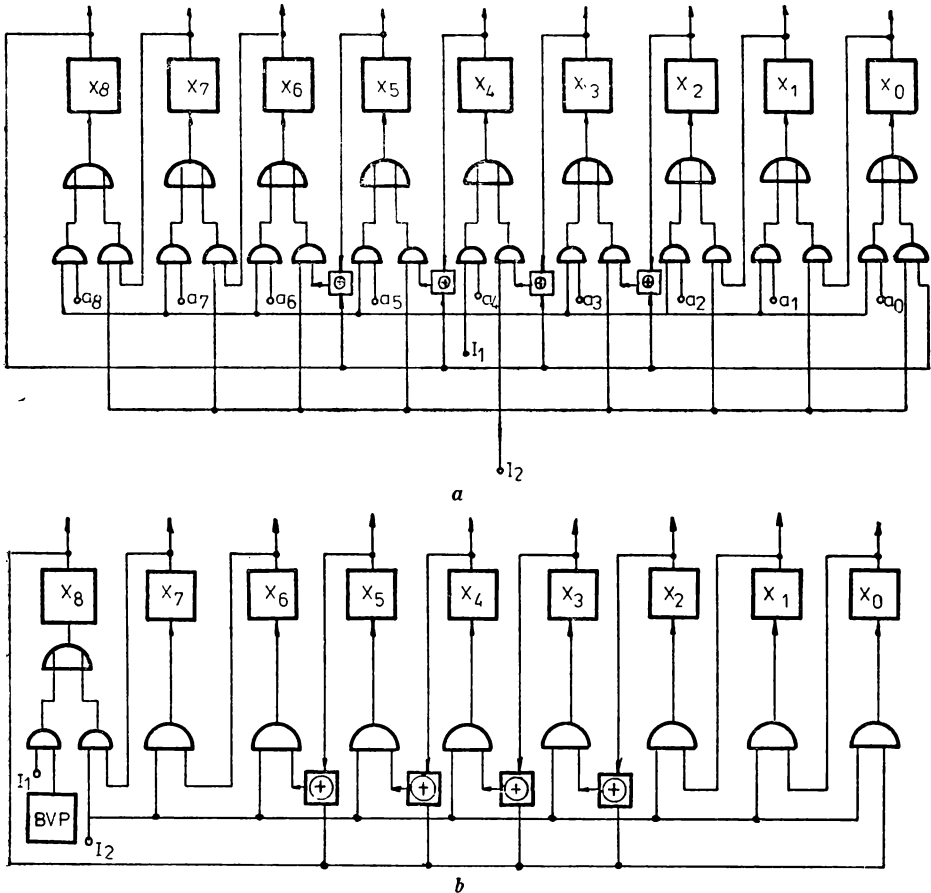 X8 X7 X6 X5 X4 X3 X2 X1 X0
⊕ ⊕ ⊕ ⊕
a8 a7 a6 a5 a4 a3 a2 a1 a0
I1
I2
a
X8 X7 X6 X5 X4 X3 X2 X1 X0
I1
+ + + +
BVP
I2
b